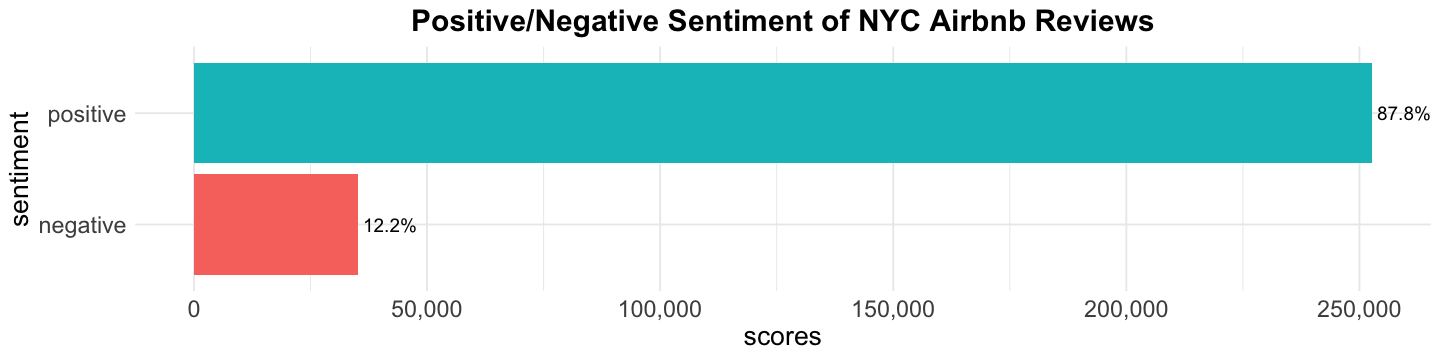 Positive/Negative Sentiment of NYC Airbnb Reviews
sentiment
positive
87.8%
negative
12.2%
0 50,000 100,000 150,000 200,000 250,000
scores